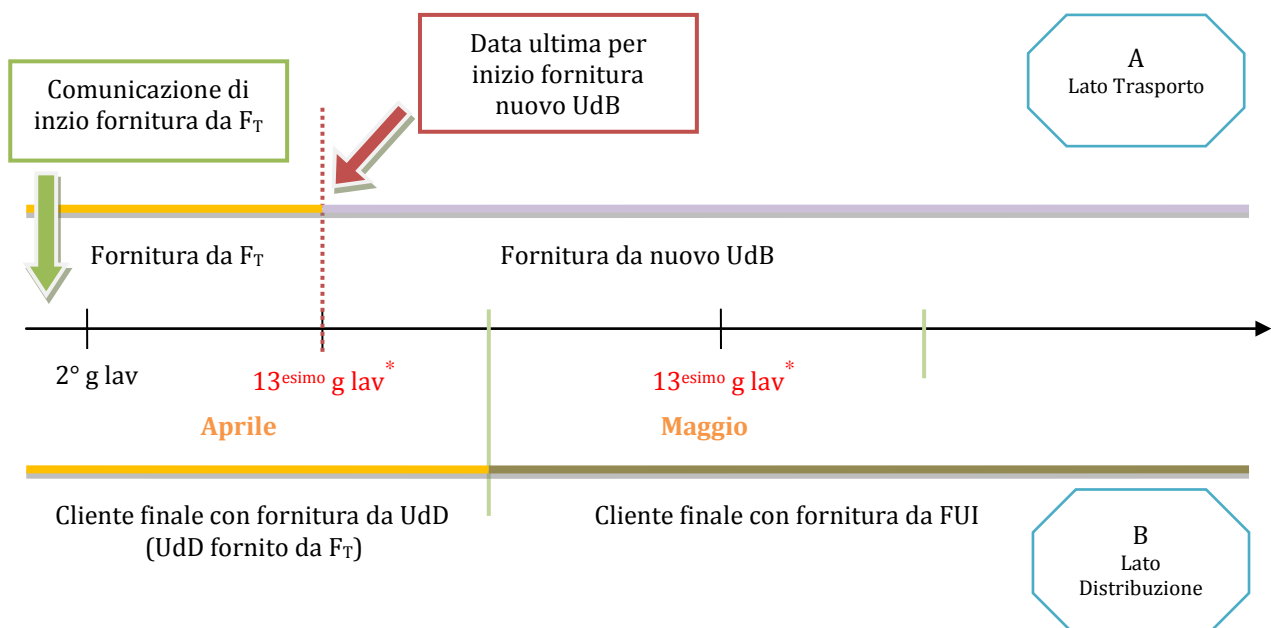 Comunicazione di
inzio fornitura da FT
Data ultima per
inizio fornitura
nuovo UdB
A
Lato Trasporto
Fornitura da FT
Fornitura da nuovo UdB
2° g lav
13esimo g lav*
13esimo g lav*
Aprile
Maggio
Cliente finale con fornitura da UdD
(UdD fornito da FT)
Cliente finale con fornitura da FUI
B
Lato
Distribuzione